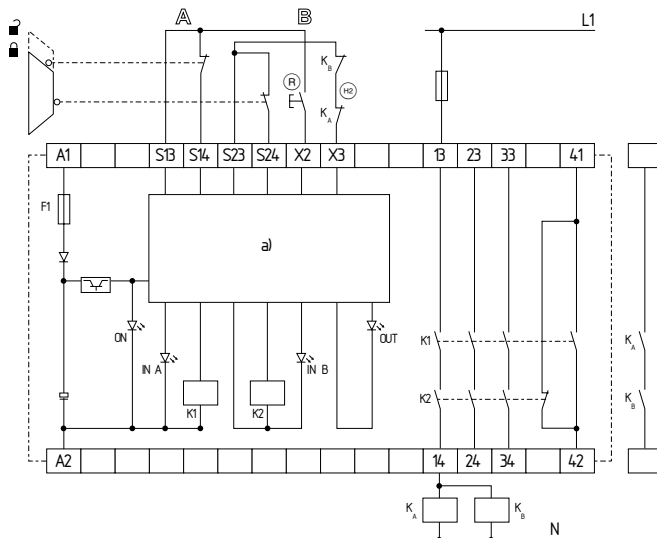 A B L1
K B
R H2
K A
A1 S13 S14 S23 S24 X2 X3 13 23 33 41
F1
a)
ON OUT
K1
K A
IN A IN B
K1 K2
K2
K B
A2 14 24 34 42
K A K B
N